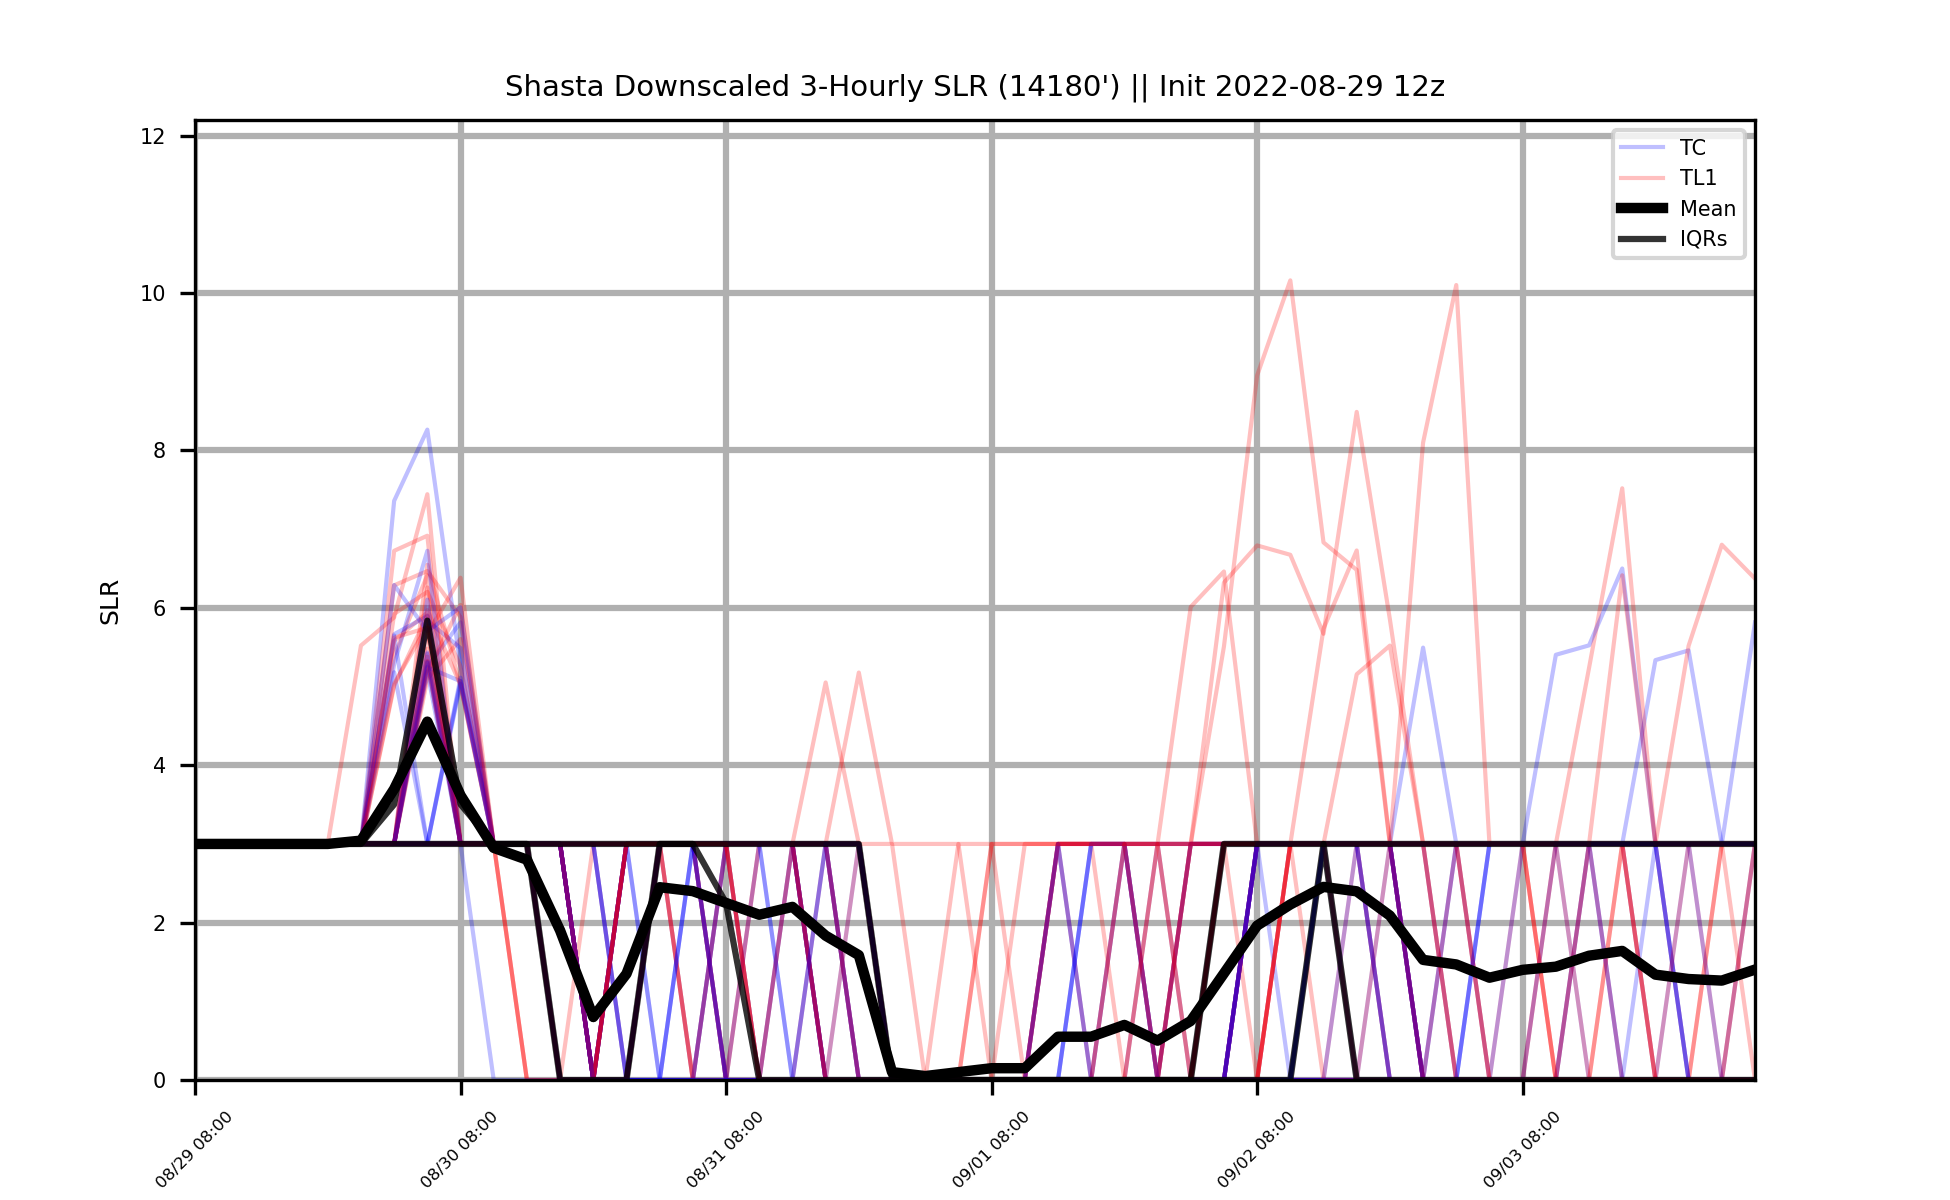 Shasta Downscaled 3-Hourly SLR (14180') || Init 2022-08-29 12z
12
10
8
6
4
2
0
SLR
TC
TL1
Mean
IQRs
08/29 08:00
08/30 08:00
08/31 08:00
09/01 08:00
09/02 08:00
09/03 08:00